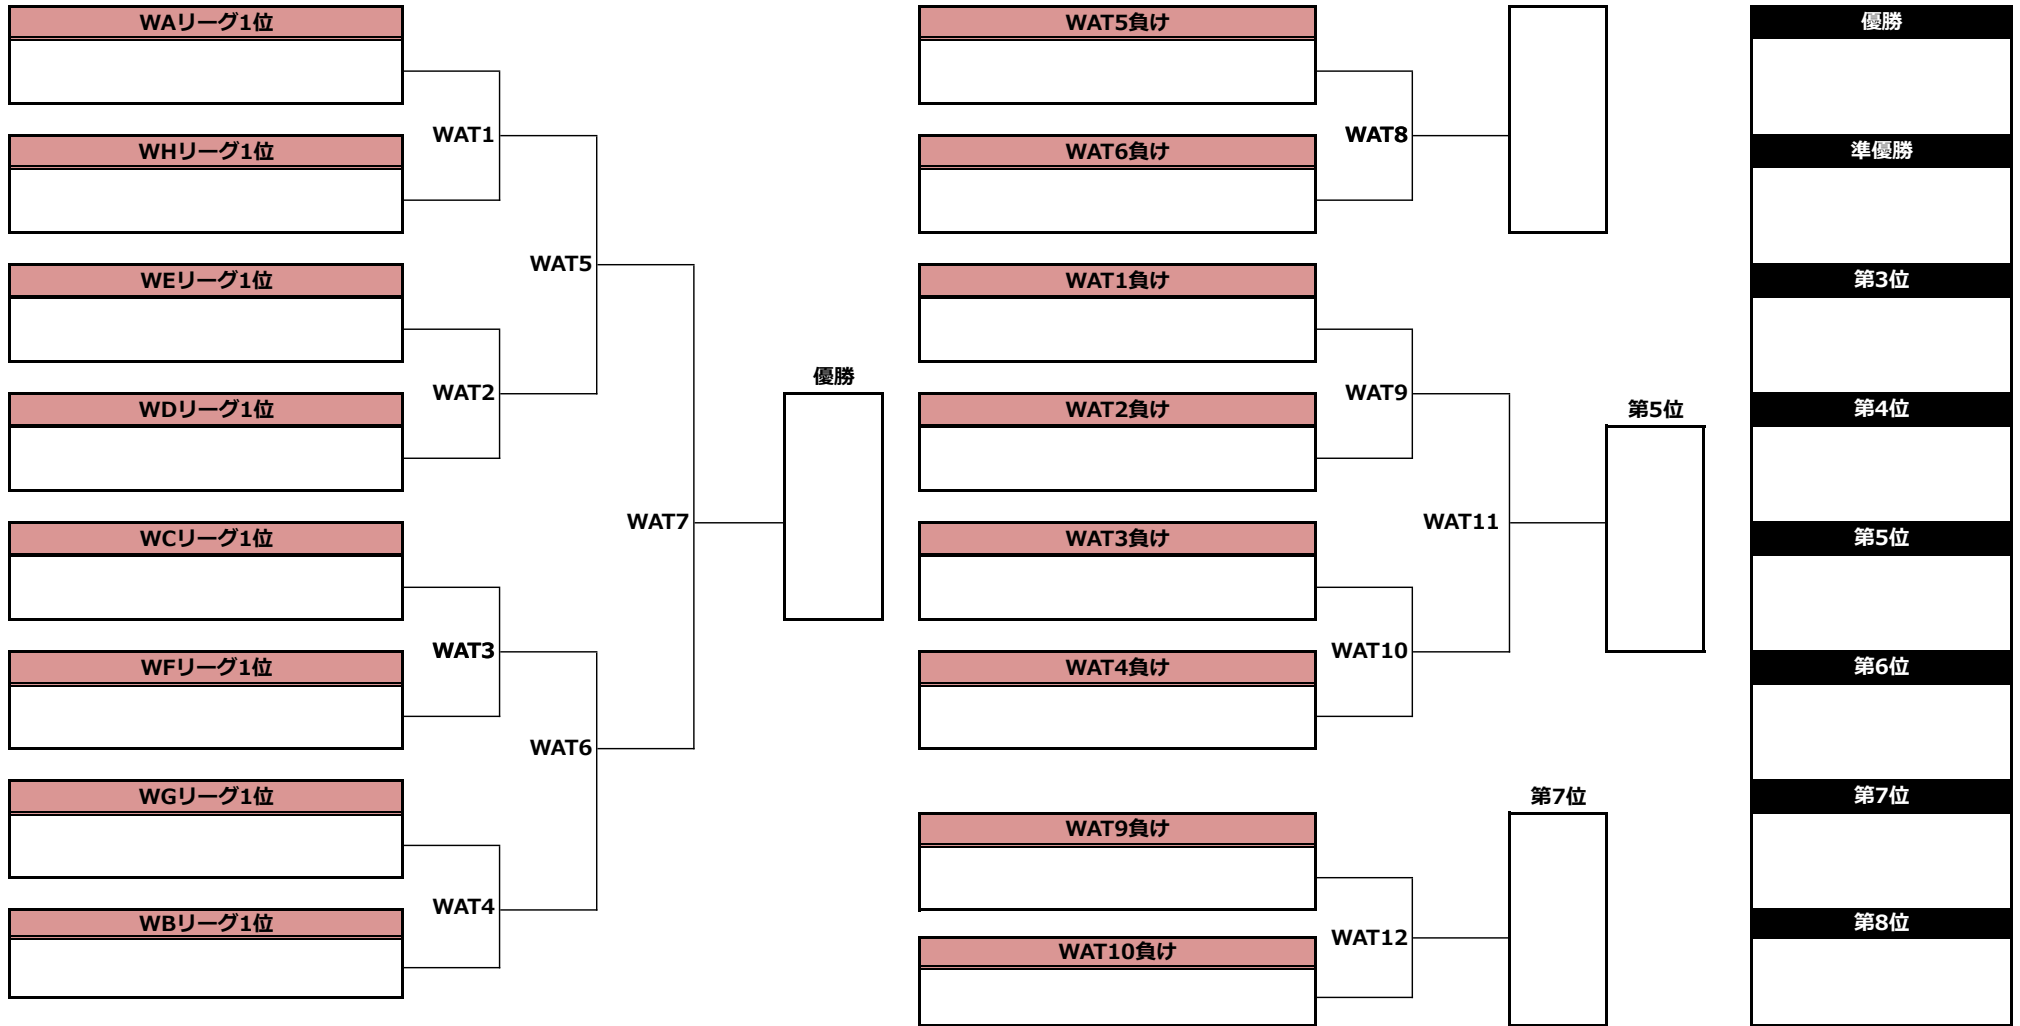 WAリーグ1位
WHリーグ1位
WAT1
WEリーグ1位
WDリーグ1位
WAT2
WAT5
WCリーグ1位
WFリーグ1位
WAT3
WGリーグ1位
WBリーグ1位
WAT4
WAT6
WAT7
優勝
WAT5負け
WAT6負け
WAT8
WAT1負け
WAT2負け
WAT9
WAT3負け
WAT4負け
WAT10
WAT11
第5位
WAT9負け
WAT10負け
WAT12
第7位
優勝
準優勝
第3位
第4位
第5位
第6位
第7位
第8位